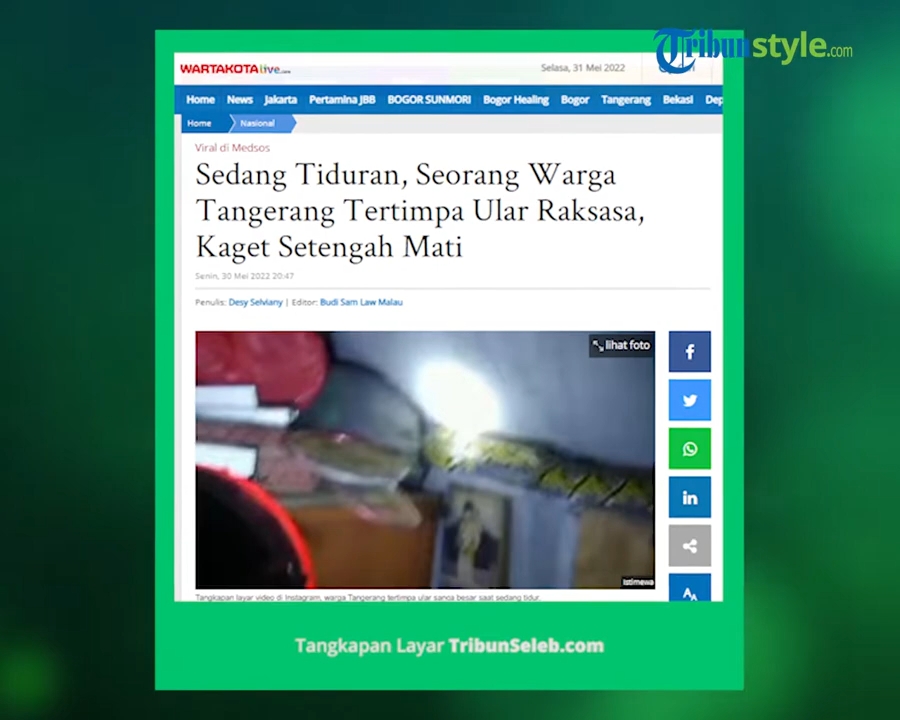 Tribunstyle.com
WARTAKOTAlive.com
Selasa, 31 Mei 2022
Home News Jakarta Pertamina JBB BOGOR SUNMORI Bogor Healing Bogor Tangerang Bekasi Dep
Home Nasional
Viral di Medsos
Sedang Tiduran, Seorang Warga
Tangerang Tertimpa Ular Raksasa,
Kaget Setengah Mati
Senin, 30 Mei 2022 20:47
Penulis: Desy Selviany | Editor: Budi Sam Law Malau
lihat foto
Istimewa
Tangkapan layar video di Instagram, warga Tangerang tertimpa ular sanga besar saat sedang tidur.
Tangkapan Layar TribunSeleb.com